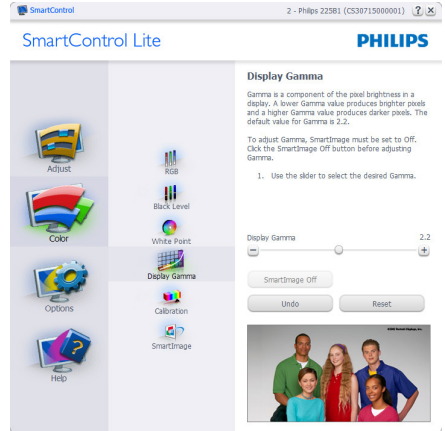 SmartControl
2 - Philips 225B1 (CS30715000001)
SmartControl Lite
PHILIPS
Adjust
Color
Options
Help
RGB
Black Level
White Point
Display Gamma
Calibration
SmartImage
Display Gamma
Gamma is a component of the pixel brightness in a
display. A lower Gamma value produces brighter pixels
and a higher Gamma value produces darker pixels. The
default value for Gamma is 2.2.
To adjust Gamma, SmartImage must be set to Off.
Click the SmartImage Off button before adjusting
Gamma.
1. Use the slider to select the desired Gamma.
Display Gamma 2.2
SmartImage Off
Undo
Reset